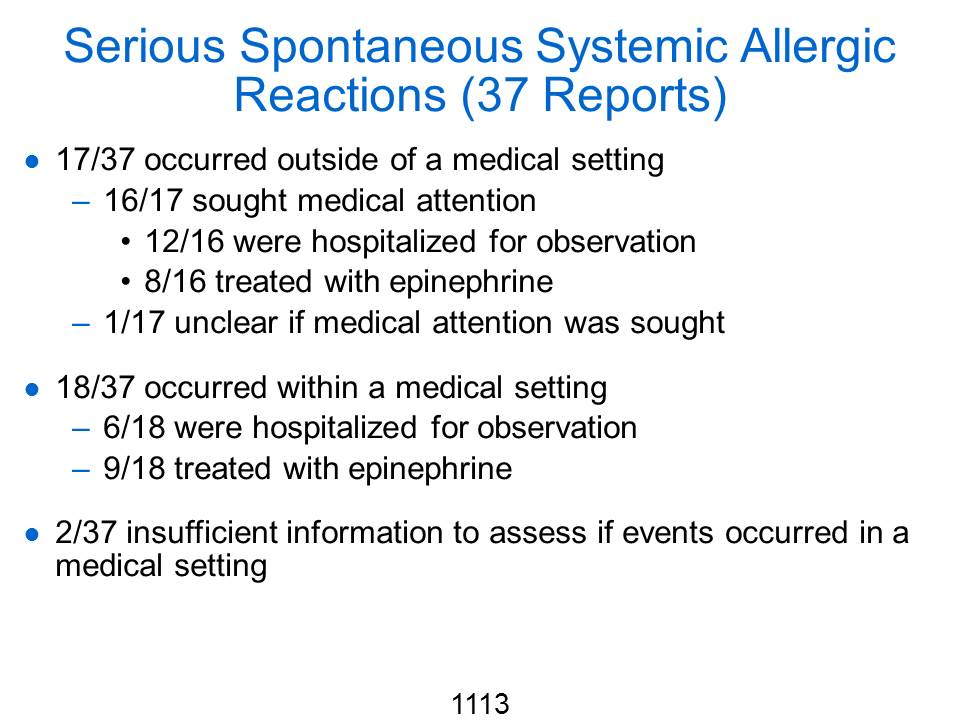 Serious Spontaneous Systemic Allergic
Reactions (37 Reports)
● 17/37 occurred outside of a medical setting
– 16/17 sought medical attention
• 12/16 were hospitalized for observation
• 8/16 treated with epinephrine
– 1/17 unclear if medical attention was sought
● 18/37 occurred within a medical setting
– 6/18 were hospitalized for observation
– 9/18 treated with epinephrine
● 2/37 insufficient information to assess if events occurred in a
medical setting
1113